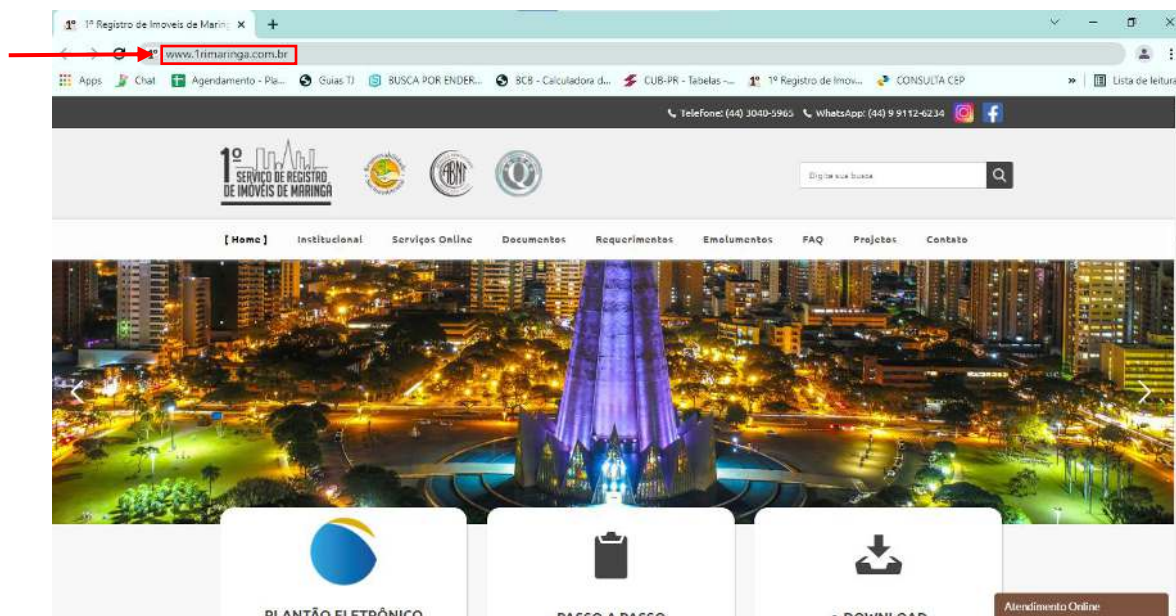 1º 1º Registro de Imoveis de Maring
1º www.1rimaringa.com.br
Apps Chat Agendamento - Pla... Guias TJ BUSCA POR ENDER... BCB - Calculadora d... CUB-PR - Tabelas -... 1º 1º Registro de Imov... CONSULTA CEP » Lista de leitura
Telefone: (44) 3040-5965 WhatsApp: (44) 9 9112-6234
1º
SERVIÇO DE REGISTRO
DE IMÓVEIS DE MARINGÁ
ABNT
Q
Digite sua busca
[ Home ] Institucional Serviços Online Documentos Requerimentos Emolumentos FAQ Projetos Contato
PLANTÃO ELETRÔNICO
PASSO A PASSO
DOWNLOAD
Atendimento Online